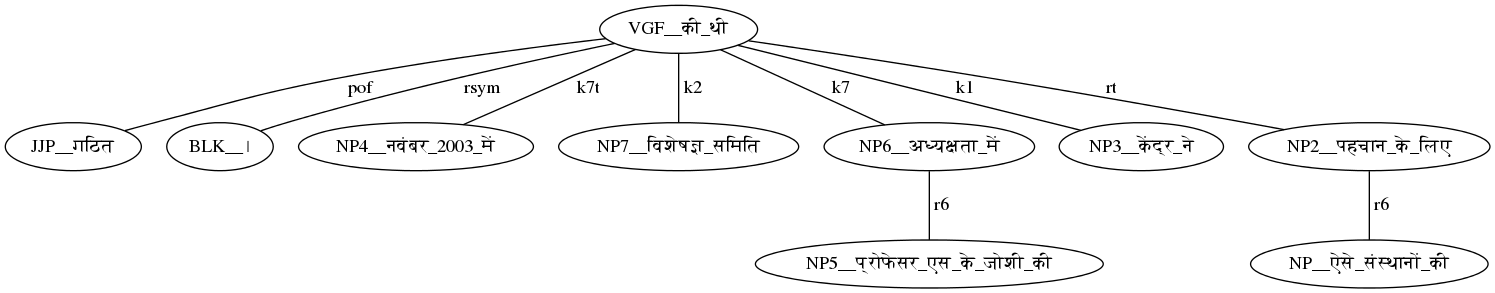 VGF__की_थी
pof rsym k7t k2 k7 k1 rt
JJP__गठित BLK__। NP4__नवंबर_2003_में NP7__विशेषज्ञ_समिति NP6__अध्यक्षता_में NP3__केंद्र_ने NP2__पहचान_के_लिए
r6 r6
NP5__प्रोफेसर_एस_के_जोशी_की NP__ऐसे_संस्थानों_की